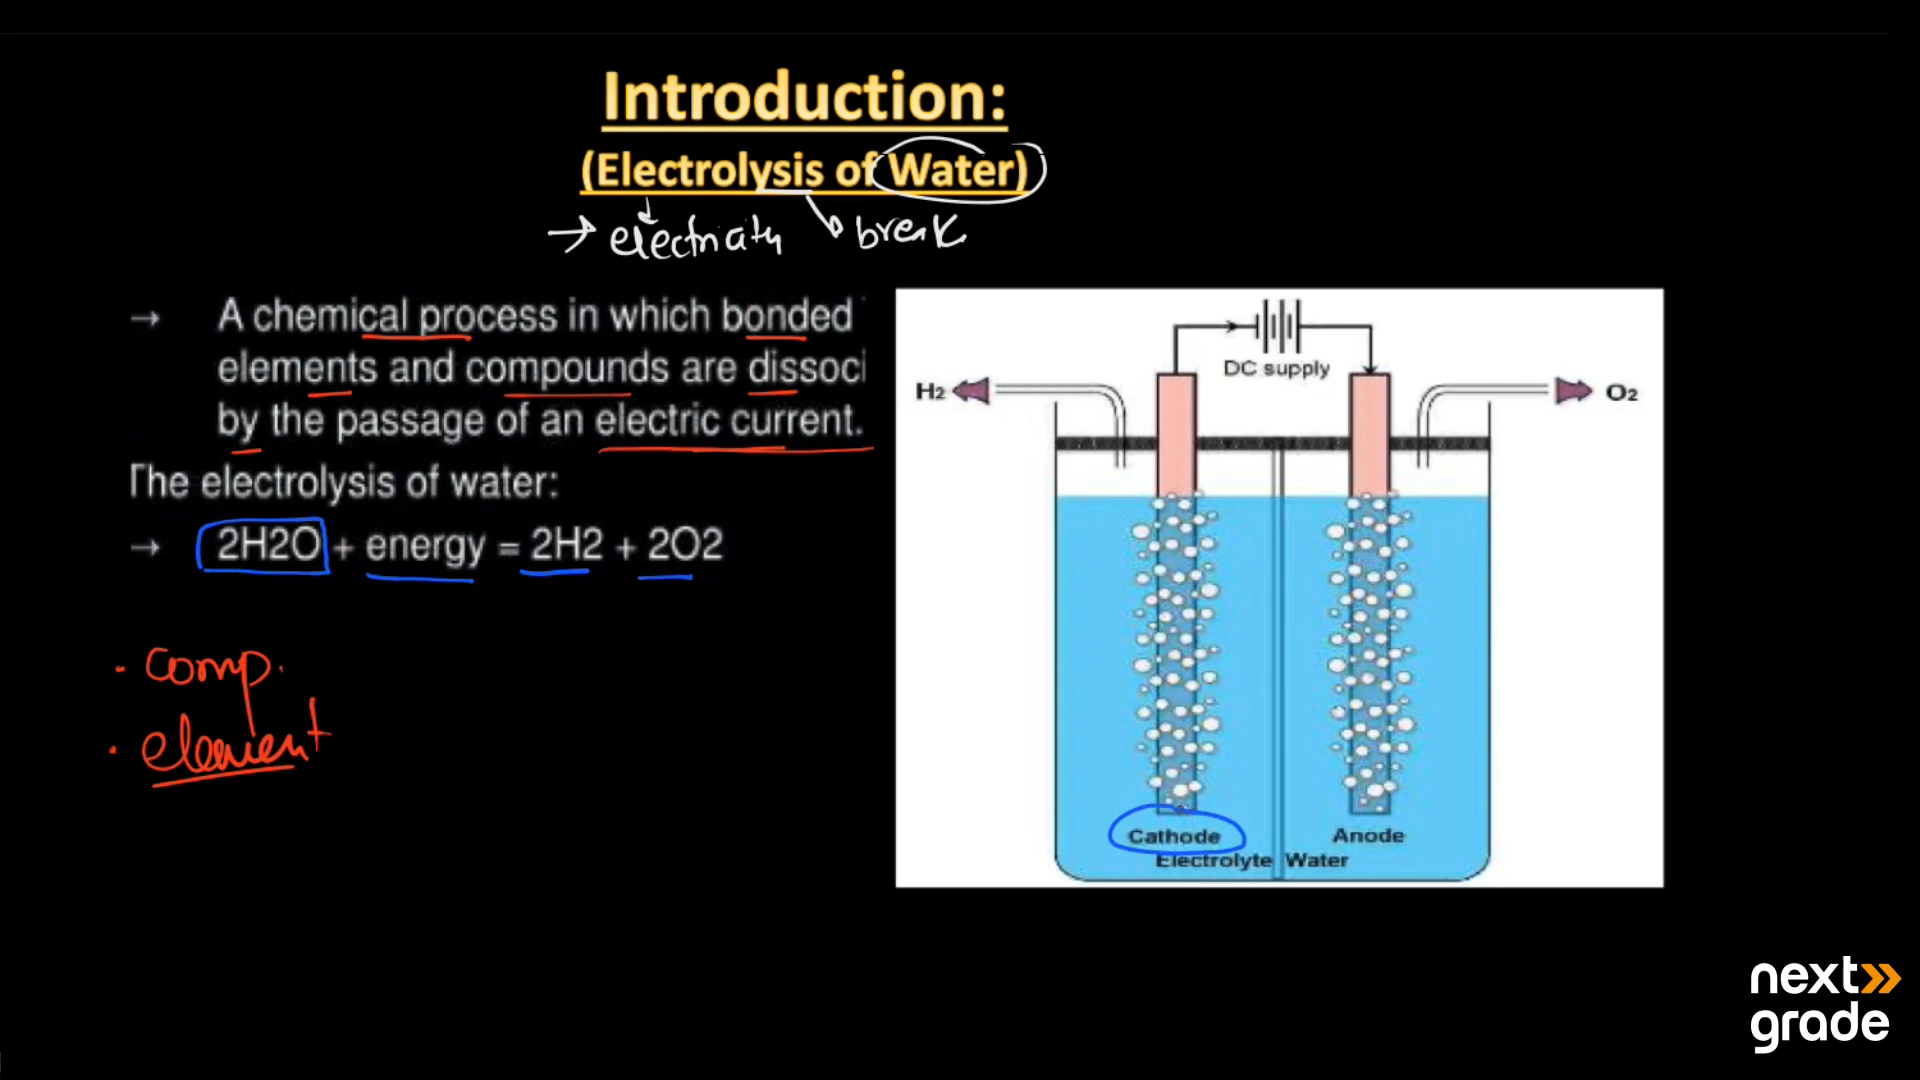 Introduction:
(Electrolysis of Water)
→ electricity break
→ A chemical process in which bonded
elements and compounds are dissoci
by the passage of an electric current.
The electrolysis of water:
→ 2H2O + energy = 2H2 + 2O2
· comp.
· element
DC supply
H2
O2
Cathode
Anode
Electrolyte Water
next
grade